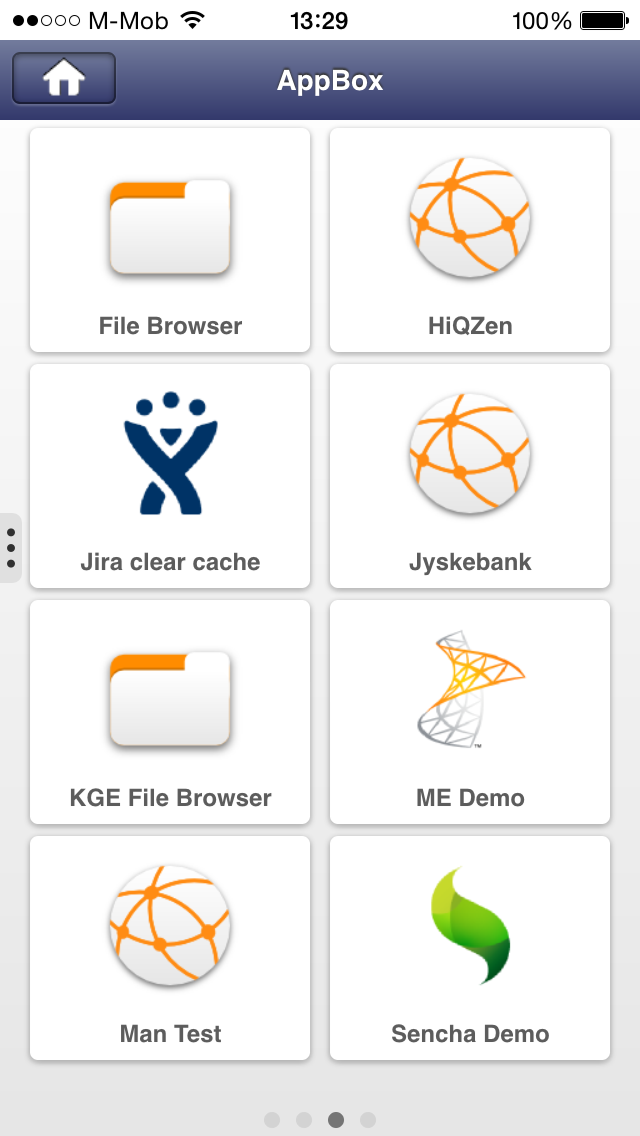 M-Mob 13:29 100%
AppBox
File Browser HiQZen
Jira clear cache Jyskebank
KGE File Browser ME Demo
Man Test Sencha Demo